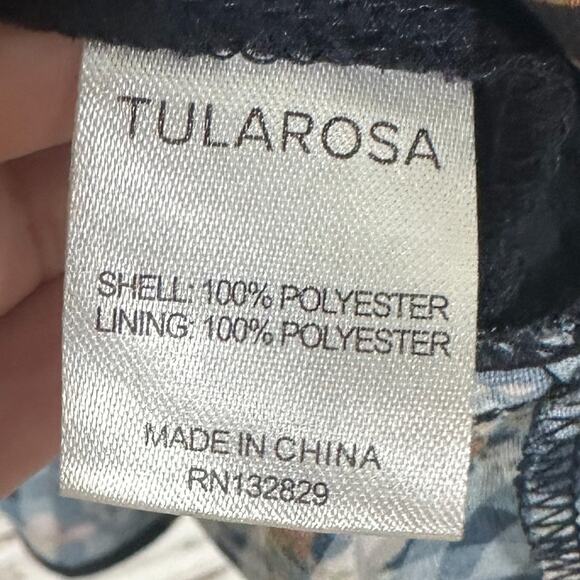 TULAROSA
SHELL: 100% POLYESTER
LINING: 100% POLYESTER
MADE IN CHINA
RN132829